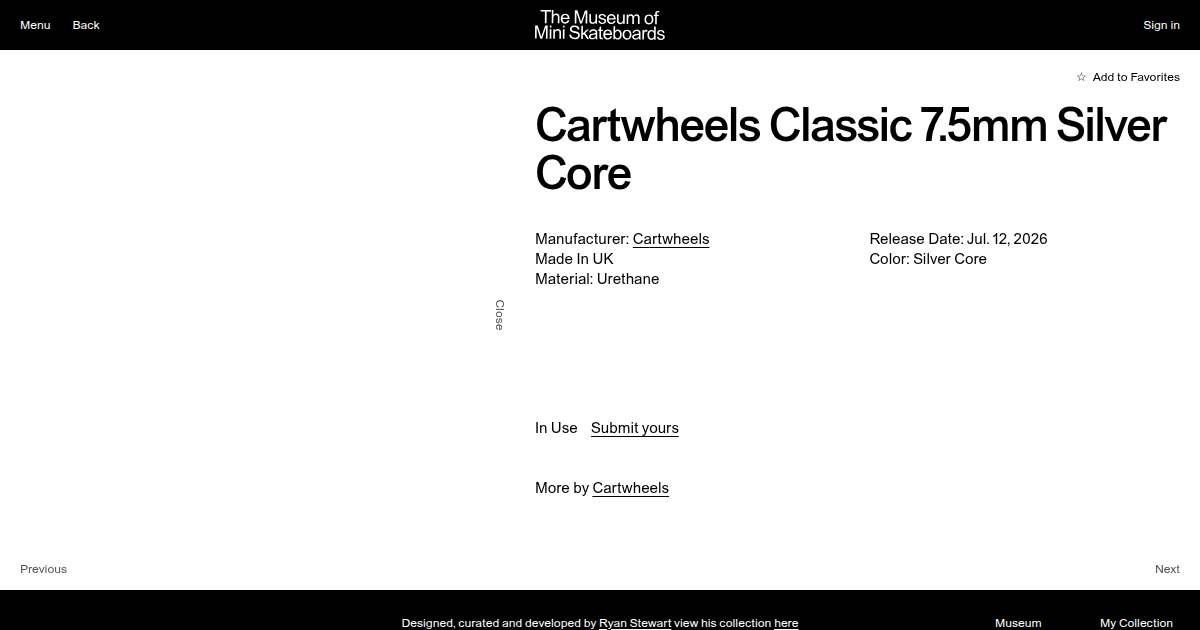 Menu
Back
The Museum of
Mini Skateboards
Sign in
☆ Add to Favorites
Cartwheels Classic 7.5mm Silver
Core
Manufacturer: Cartwheels
Made In UK
Material: Urethane
Release Date: Jul. 12, 2026
Color: Silver Core
Close
In Use
Submit yours
More by Cartwheels
Previous
Next
Designed, curated and developed by Ryan Stewart view his collection here
Museum
My Collection